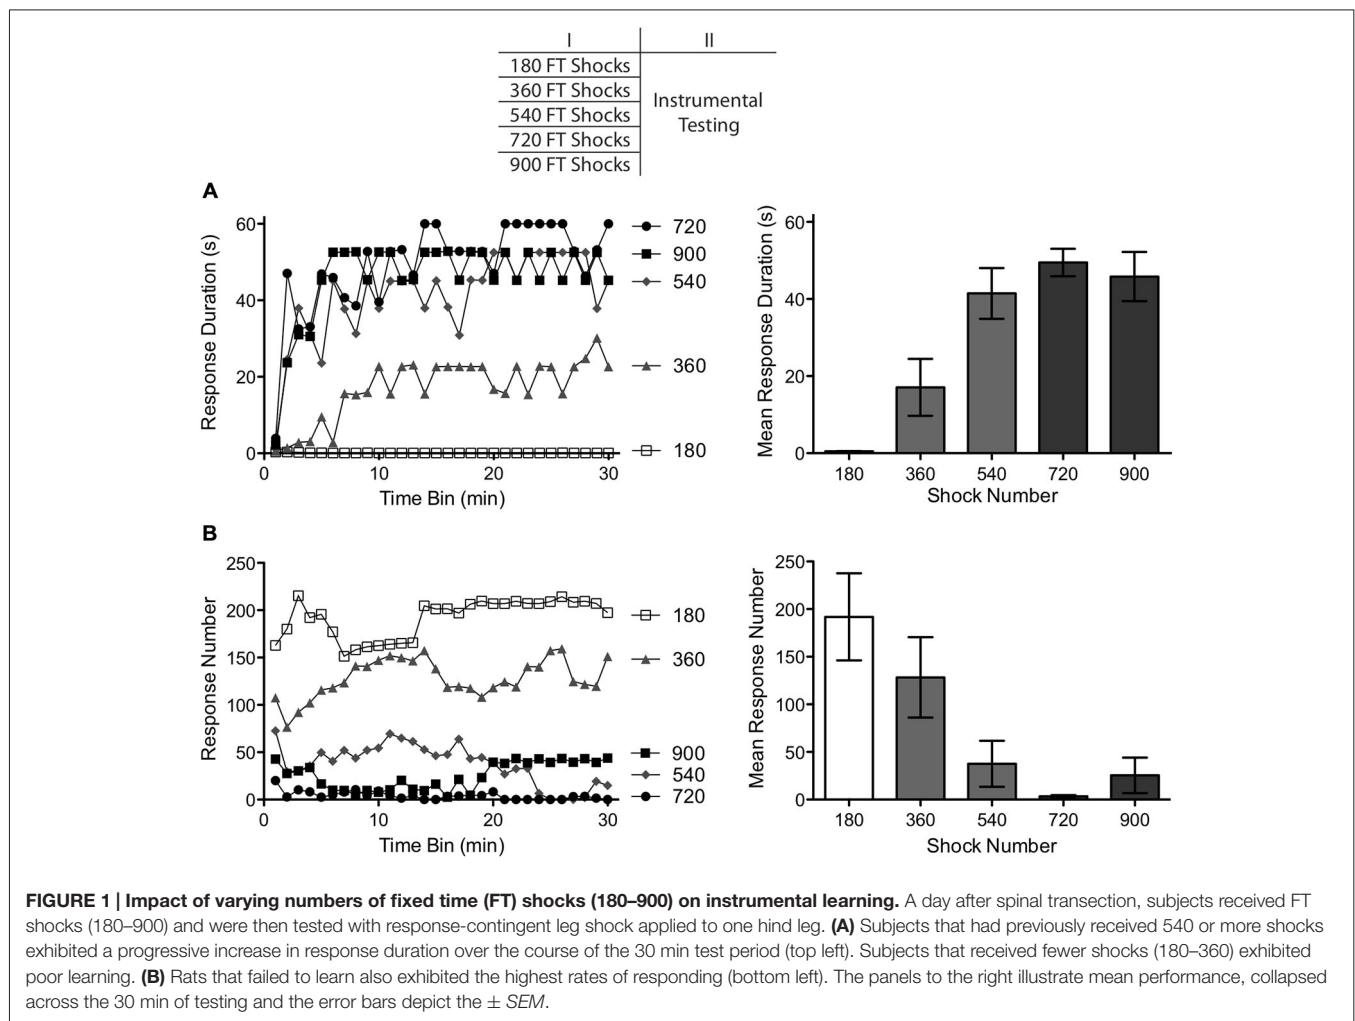 I II
180 FT Shocks
360 FT Shocks
540 FT Shocks
720 FT Shocks
900 FT Shocks
Instrumental
Testing
A
Response Duration (s)
60
40
20
0
0 10 20 30
Time Bin (min)
720
900
540
360
180
Mean Response Duration (s)
60
40
20
0
180 360 540 720 900
Shock Number
B
Response Number
250
200
150
100
50
0
0 10 20 30
Time Bin (min)
180
360
900
540
720
Mean Response Number
250
200
150
100
50
0
180 360 540 720 900
Shock Number
FIGURE 1 | Impact of varying numbers of fixed time (FT) shocks (180–900) on instrumental learning. A day after spinal transection, subjects received FT
shocks (180–900) and were then tested with response-contingent leg shock applied to one hind leg. (A) Subjects that had previously received 540 or more shocks
exhibited a progressive increase in response duration over the course of the 30 min test period (top left). Subjects that received fewer shocks (180–360) exhibited
poor learning. (B) Rats that failed to learn also exhibited the highest rates of responding (bottom left). The panels to the right illustrate mean performance, collapsed
across the 30 min of testing and the error bars depict the ± SEM.